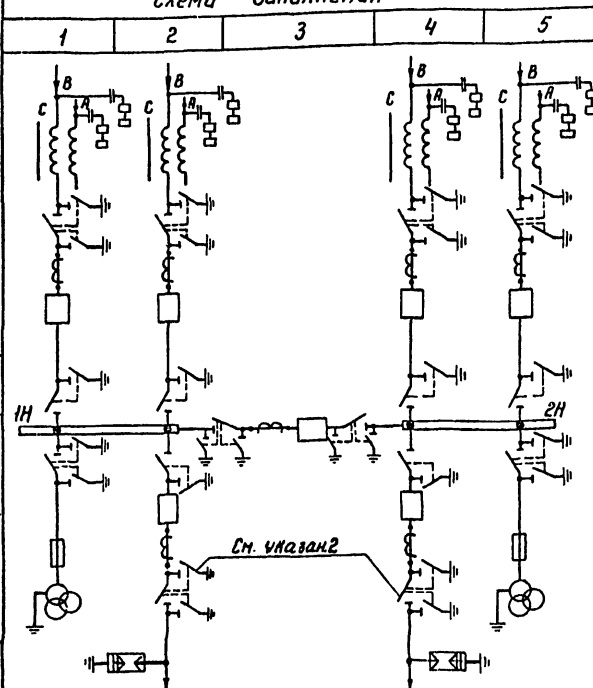 Схема заполнения
1 2 3 4 5
B B B B
C A C A C A C A
1Н 2Н
См. указан2